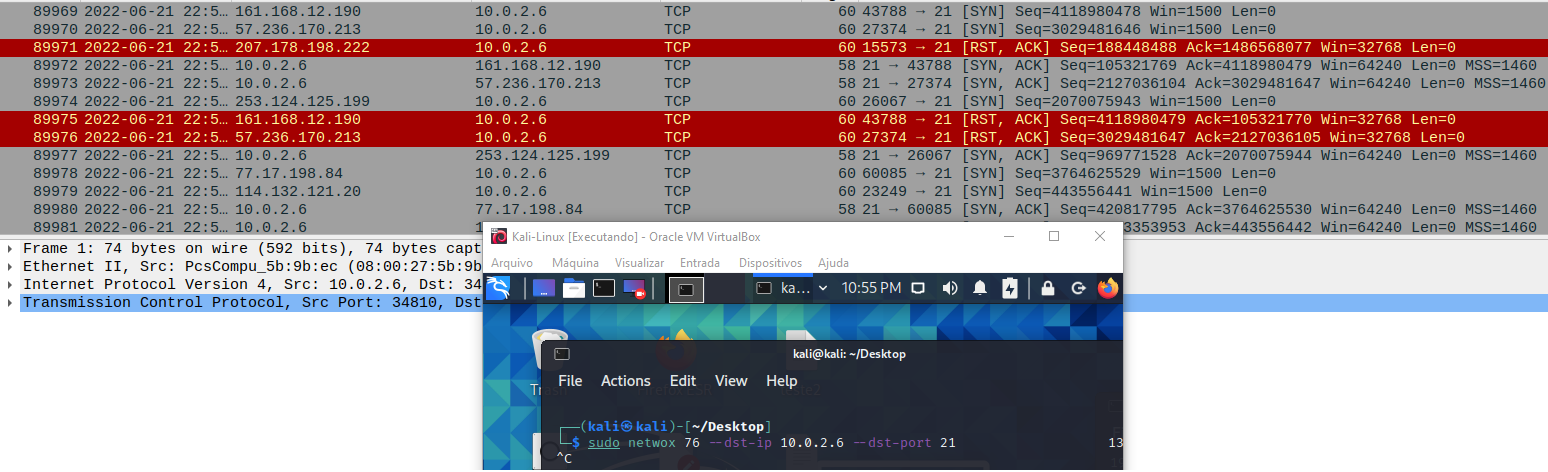 89969 2022-06-21 22:5… 161.168.12.190 10.0.2.6 TCP 60 43788 → 21 [SYN] Seq=4118980478 Win=1500 Len=0
89970 2022-06-21 22:5… 57.236.170.213 10.0.2.6 TCP 60 27374 → 21 [SYN] Seq=3029481646 Win=1500 Len=0
89971 2022-06-21 22:5… 207.178.198.222 10.0.2.6 TCP 60 15573 → 21 [RST, ACK] Seq=188448488 Ack=1486568077 Win=32768 Len=0
89972 2022-06-21 22:5… 10.0.2.6 161.168.12.190 TCP 58 21 → 43788 [SYN, ACK] Seq=105321769 Ack=4118980479 Win=64240 Len=0 MSS=1460
89973 2022-06-21 22:5… 10.0.2.6 57.236.170.213 TCP 58 21 → 27374 [SYN, ACK] Seq=2127036104 Ack=3029481647 Win=64240 Len=0 MSS=1460
89974 2022-06-21 22:5… 253.124.125.199 10.0.2.6 TCP 60 26067 → 21 [SYN] Seq=2070075943 Win=1500 Len=0
89975 2022-06-21 22:5… 161.168.12.190 10.0.2.6 TCP 60 43788 → 21 [RST, ACK] Seq=4118980479 Ack=105321770 Win=32768 Len=0
89976 2022-06-21 22:5… 57.236.170.213 10.0.2.6 TCP 60 27374 → 21 [RST, ACK] Seq=3029481647 Ack=2127036105 Win=32768 Len=0
89977 2022-06-21 22:5… 10.0.2.6 253.124.125.199 TCP 58 21 → 26067 [SYN, ACK] Seq=969771528 Ack=2070075944 Win=64240 Len=0 MSS=1460
89978 2022-06-21 22:5… 77.17.198.84 10.0.2.6 TCP 60 60085 → 21 [SYN] Seq=3764625529 Win=1500 Len=0
89979 2022-06-21 22:5… 114.132.121.20 10.0.2.6 TCP 60 23249 → 21 [SYN] Seq=443556441 Win=1500 Len=0
89980 2022-06-21 22:5… 10.0.2.6 77.17.198.84 TCP 58 21 → 60085 [SYN, ACK] Seq=420817795 Ack=3764625530 Win=64240 Len=0 MSS=1460
89981 2022-06-21 22:5… 10.0.2.6 3353953 Ack=443556442 Win=64240 Len=0 MSS=1460
Frame 1: 74 bytes on wire (592 bits), 74 bytes capt
Ethernet II, Src: PcsCompu_5b:9b:ec (08:00:27:5b:9b
Internet Protocol Version 4, Src: 10.0.2.6, Dst: 34
Transmission Control Protocol, Src Port: 34810, Dst
Kali-Linux [Executando] - Oracle VM VirtualBox
Arquivo Máquina Visualizar Entrada Dispositivos Ajuda
ka… 10:55 PM
kali@kali: ~/Desktop
File Actions Edit View Help
(kali㉿kali)-[~/Desktop]
$ sudo netwox 76 --dst-ip 10.0.2.6 --dst-port 21 13
^C